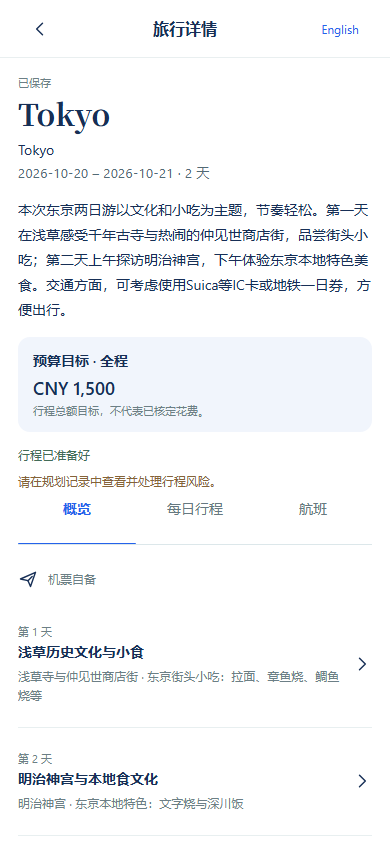 旅行详情
English
已保存
Tokyo
Tokyo
2026-10-20 – 2026-10-21 · 2 天
本次东京两日游以文化和小吃为主题，节奏轻松。第一天
在浅草感受千年古寺与热闹的仲见世商店街，品尝街头小
吃；第二天上午探访明治神宫，下午体验东京本地特色美
食。交通方面，可考虑使用Suica等IC卡或地铁一日券，方
便出行。
预算目标 · 全程
CNY 1,500
行程总额目标，不代表已核定花费。
行程已准备好
请在规划记录中查看并处理行程风险。
概览
每日行程
航班
机票自备
第 1 天
浅草历史文化与小食
浅草寺与仲见世商店街 · 东京街头小吃：拉面、章鱼烧、鲷鱼
烧等
第 2 天
明治神宫与本地食文化
明治神宫 · 东京本地特色：文字烧与深川饭